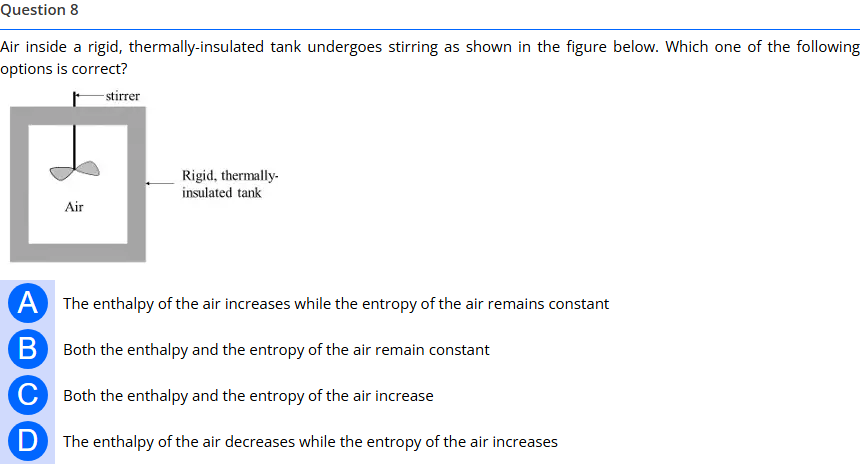 Question 8
Air inside a rigid, thermally-insulated tank undergoes stirring as shown in the figure below. Which one of the following
options is correct?
stirrer
Rigid, thermally-
insulated tank
Air
A The enthalpy of the air increases while the entropy of the air remains constant
B Both the enthalpy and the entropy of the air remain constant
C Both the enthalpy and the entropy of the air increase
D The enthalpy of the air decreases while the entropy of the air increases